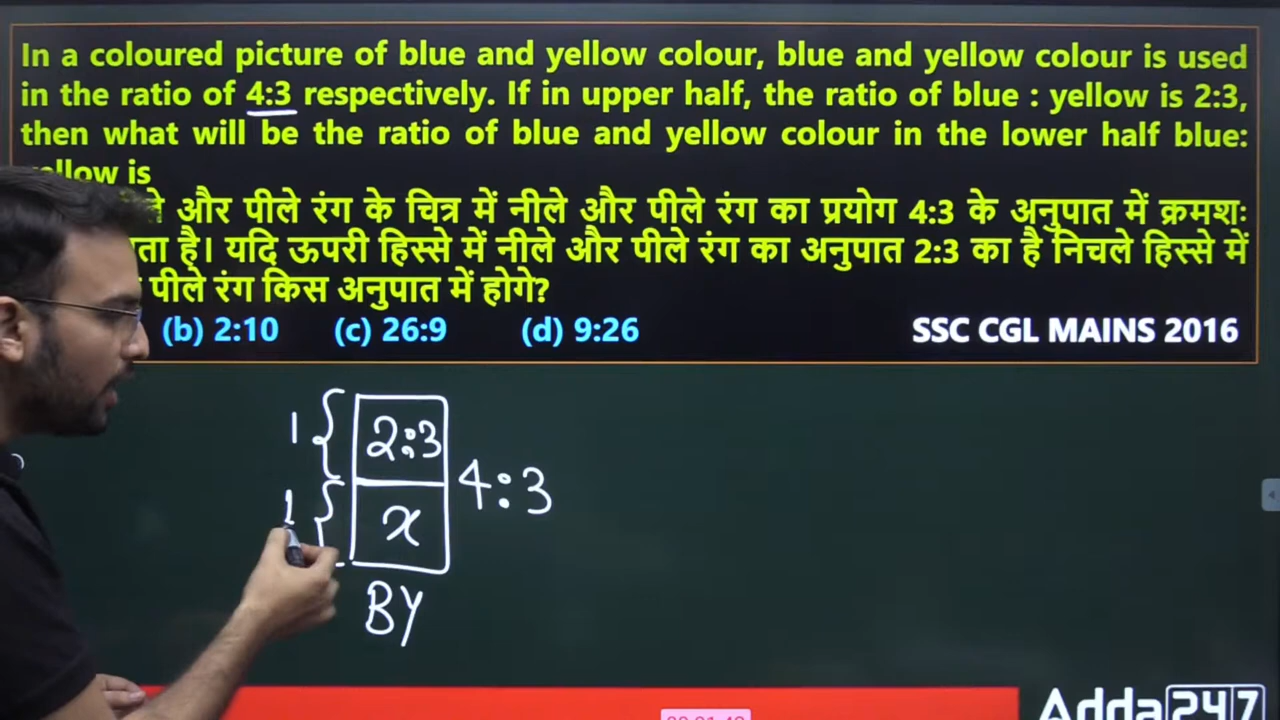 In a coloured picture of blue and yellow colour, blue and yellow colour is used
in the ratio of 4:3 respectively. If in upper half, the ratio of blue : yellow is 2:3,
then what will be the ratio of blue and yellow colour in the lower half blue:
is
और पीले रंग के चित्र में नीले और पीले रंग का प्रयोग 4:3 के अनुपात में क्रमशः
है। यदि ऊपरी हिस्से में नीले और पीले रंग का अनुपात 2:3 का है निचले हिस्से में
पीले रंग किस अनुपात में होगे?
(b) 2:10 (c) 26:9 (d) 9:26 SSC CGL MAINS 2016
1 2:3
4:3
1 x
BY
Adda247